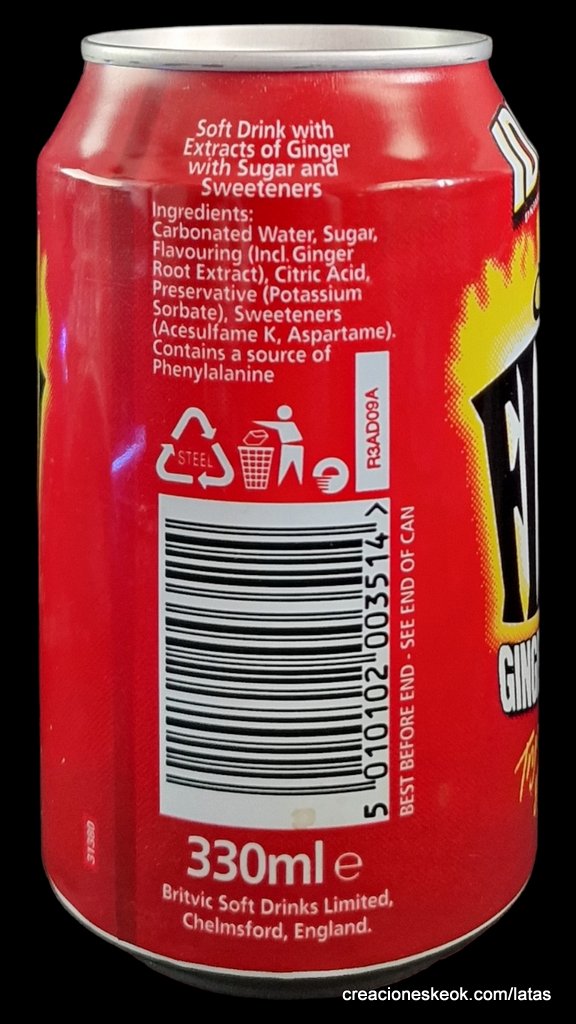 Soft Drink with
Extracts of Ginger
with Sugar and
Sweeteners
Ingredients:
Carbonated Water, Sugar,
Flavouring (Incl. Ginger
Root Extract), Citric Acid,
Preservative (Potassium
Sorbate), Sweeteners
(Acesulfame K, Aspartame).
Contains a source of
Phenylalanine
STEEL
R3AD09A
5 010102 003514 >
BEST BEFORE END - SEE END OF CAN
GING
31380
330ml e
Britvic Soft Drinks Limited,
Chelmsford, England.
creacioneskeok.com/latas